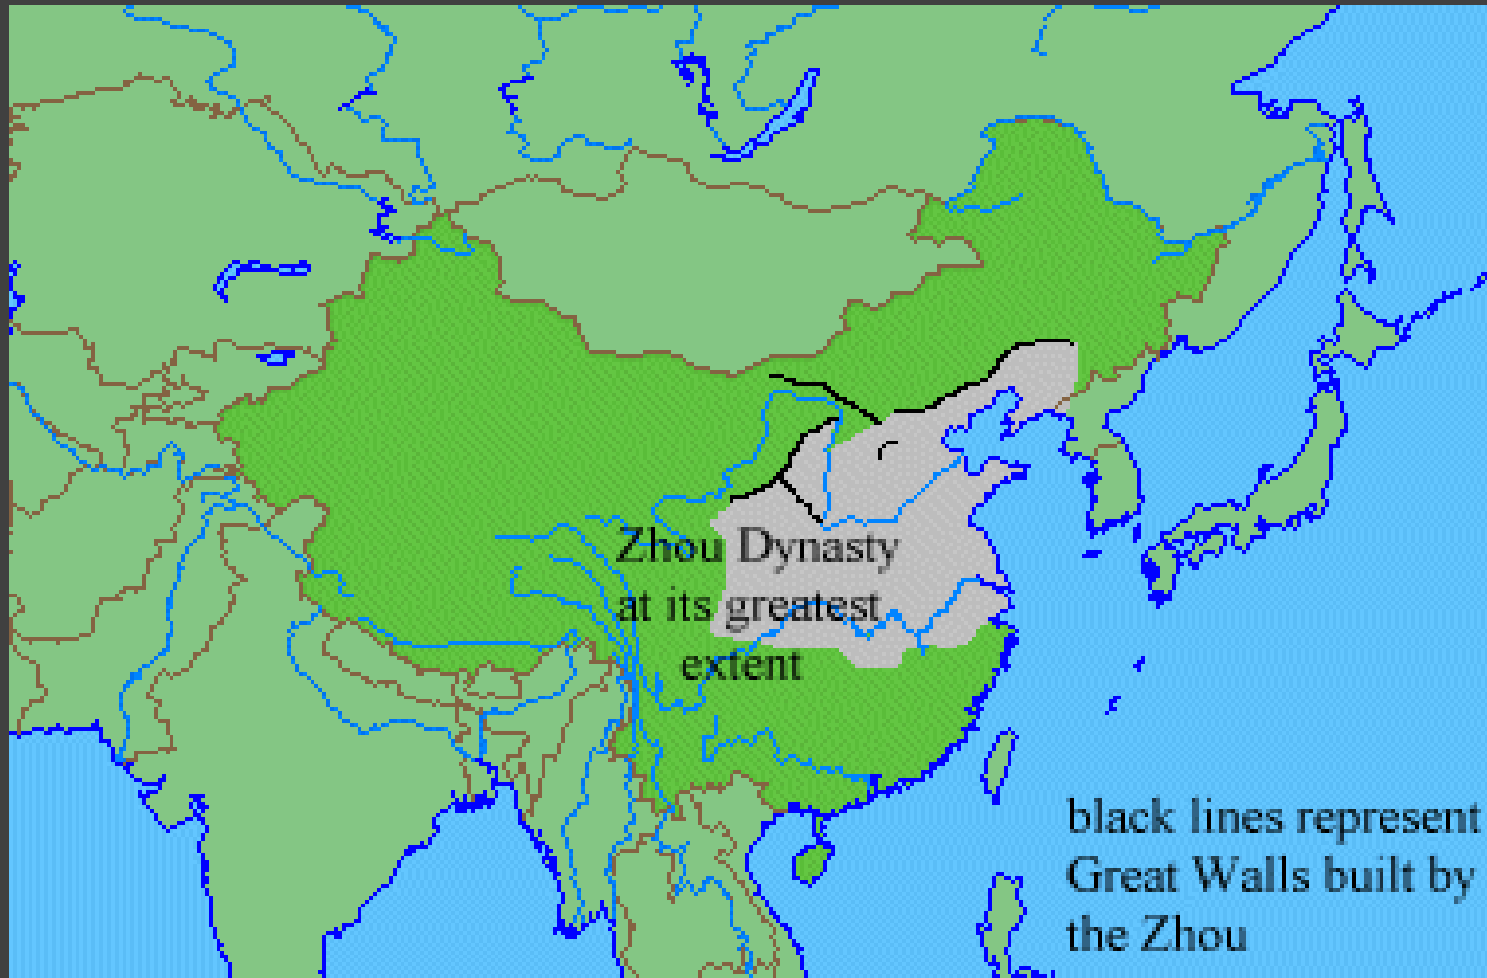 Zhou Dynasty
at its greatest
extent
black lines represent
Great Walls built by
the Zhou